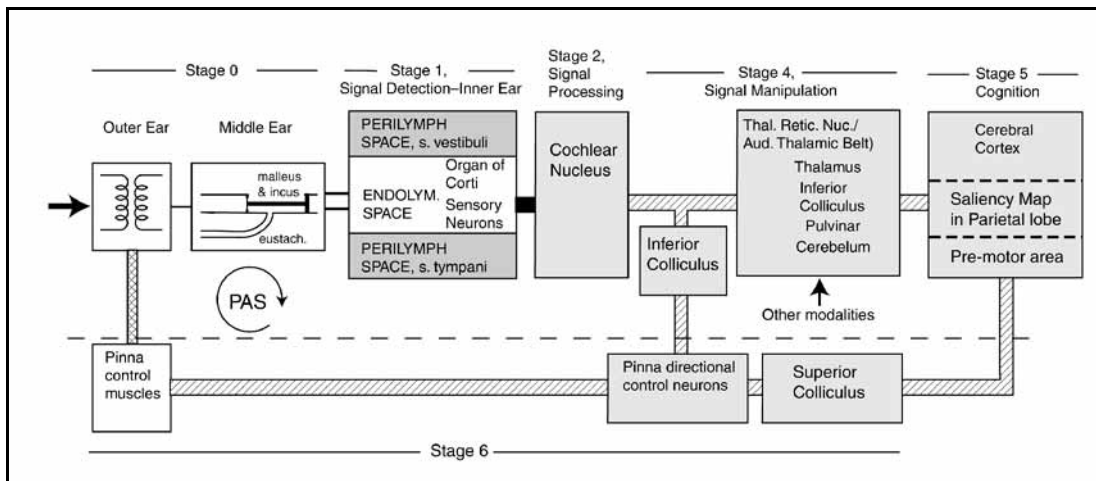 Stage 0
Stage 1,
Signal Detection–Inner Ear
Stage 2,
Signal
Processing
Stage 4,
Signal Manipulation
Stage 5
Cognition
Outer Ear
Middle Ear
malleus
& incus
eustach.
PERILYMPH
SPACE, s. vestibuli
ENDOLYM.
SPACE
Organ of
Corti
Sensory
Neurons
PERILYMPH
SPACE, s. tympani
Cochlear
Nucleus
Inferior
Colliculus
Thal. Retic. Nuc./
Aud. Thalamic Belt)
Thalamus
Inferior
Colliculus
Pulvinar
Cerebelum
Other modalities
Cerebral
Cortex
Saliency Map
in Parietal lobe
Pre-motor area
PAS
Pinna
control
muscles
Pinna directional
control neurons
Superior
Colliculus
Stage 6